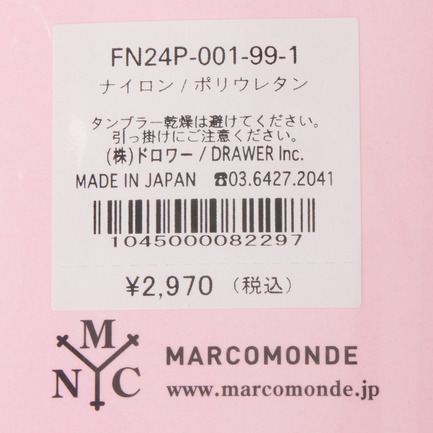 FN24P-001-99-1
ナイロン / ポリウレタン
タンブラー乾燥は避けてください。
引っ掛けにご注意ください。
(株)ドロワー / DRAWER Inc.
MADE IN JAPAN ☎03.6427.2041
1045000082297
¥2,970 (税込)
M
N Y C
MARCOMONDE
www.marcomonde.jp